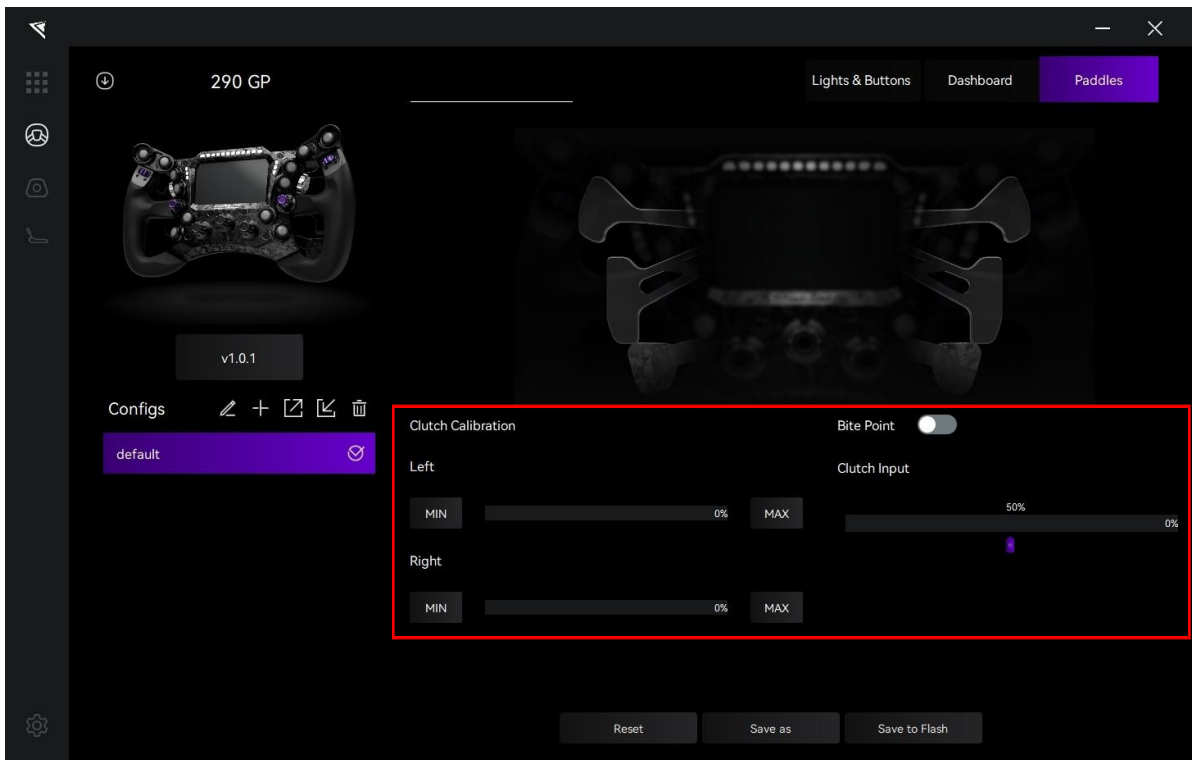 290 GP
Lights & Buttons
Dashboard
Paddles
v1.0.1
Configs
default
Clutch Calibration
Bite Point
Left
Clutch Input
MIN
0%
MAX
50%
0%
Right
MIN
0%
MAX
Reset
Save as
Save to Flash